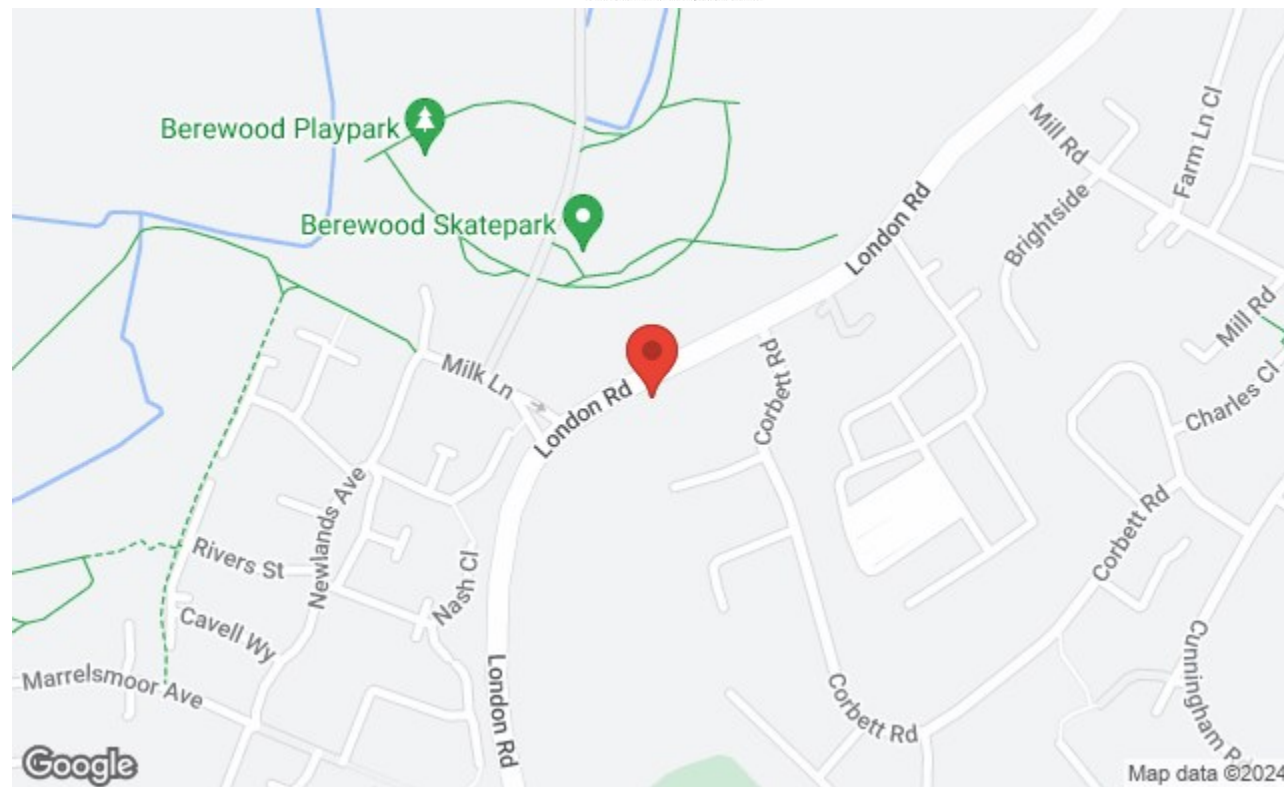 Berewood Playpark
Mill Rd
Farm Ln Cl
Berewood Skatepark
London Rd
Brightside
Mill Rd
Milk Ln
London Rd
Corbett Rd
Charles Cl
Newlands Ave
Rivers St
Nash Cl
Corbett Rd
Cavell Wy
Marrelsmoor Ave
London Rd
Corbett Rd
Cunningham Rd
Google
Map data ©2024